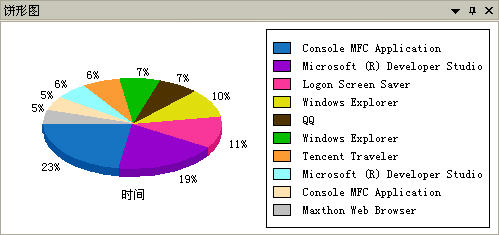 饼形图
7%
7%
6%
6%
5%
5%
10%
11%
19%
23%
时间
Console MFC Application
Microsoft (R) Developer Studio
Logon Screen Saver
Windows Explorer
QQ
Windows Explorer
Tencent Traveler
Microsoft (R) Developer Studio
Console MFC Application
Maxthon Web Browser